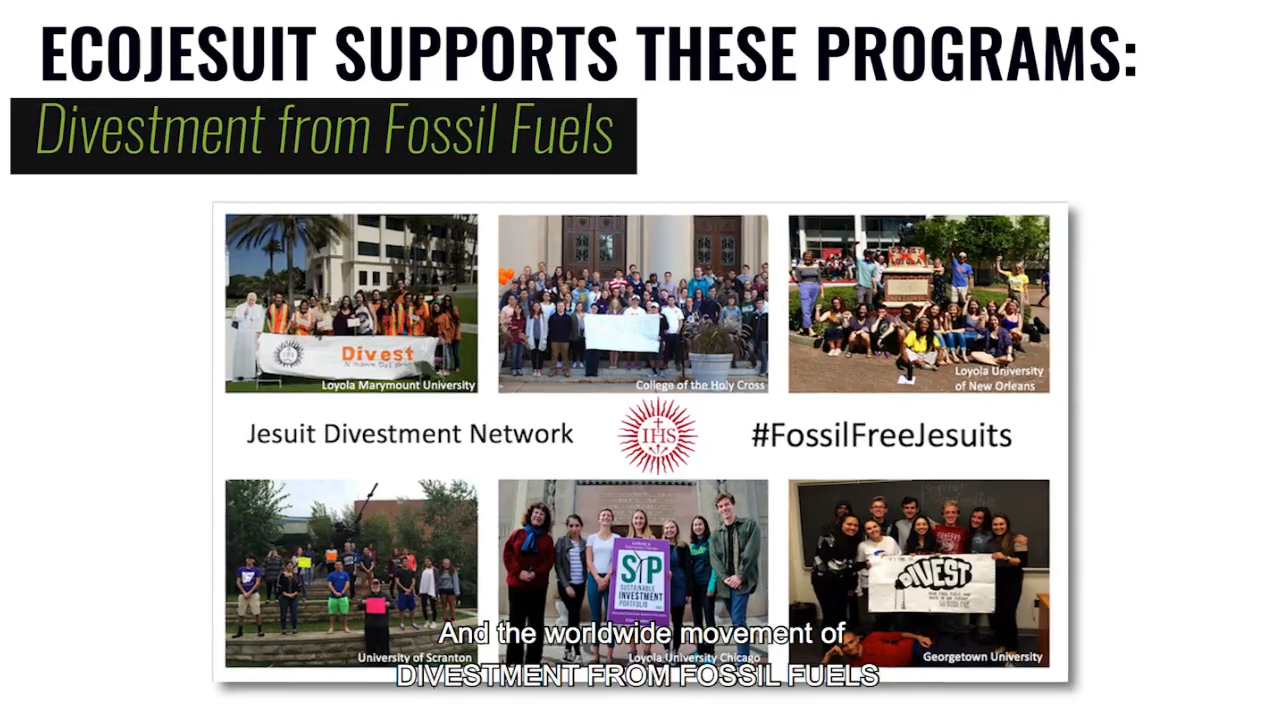 ECOJESUIT SUPPORTS THESE PROGRAMS:
Divestment from Fossil Fuels
IHS
Divest
Loyola Marymount University
College of the Holy Cross
Loyola University
of New Orleans
Jesuit Divestment Network
IHS
#FossilFreeJesuits
University of Scranton
SIP
SUSTAINABLE
INVESTMENT
PORTFOLIO
Loyola University Chicago
DIVEST
Georgetown University
And the worldwide movement of
DIVESTMENT FROM FOSSIL FUELS